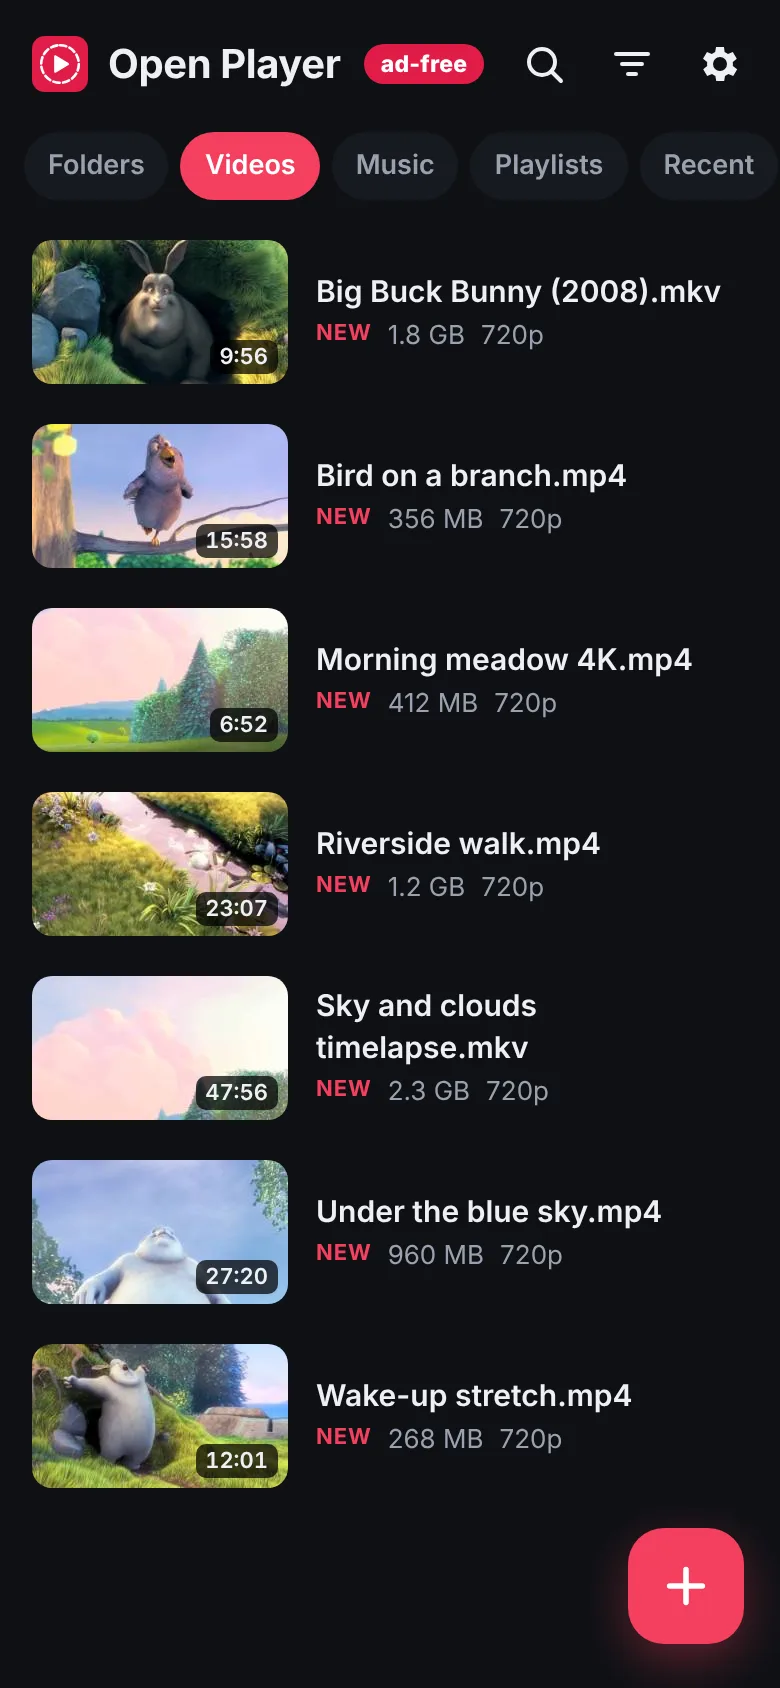 Open Player ad-free
Folders Videos Music Playlists Recent
9:56
Big Buck Bunny (2008).mkv
NEW 1.8 GB 720p
15:58
Bird on a branch.mp4
NEW 356 MB 720p
6:52
Morning meadow 4K.mp4
NEW 412 MB 720p
23:07
Riverside walk.mp4
NEW 1.2 GB 720p
47:56
Sky and clouds
timelapse.mkv
NEW 2.3 GB 720p
27:20
Under the blue sky.mp4
NEW 960 MB 720p
12:01
Wake-up stretch.mp4
NEW 268 MB 720p